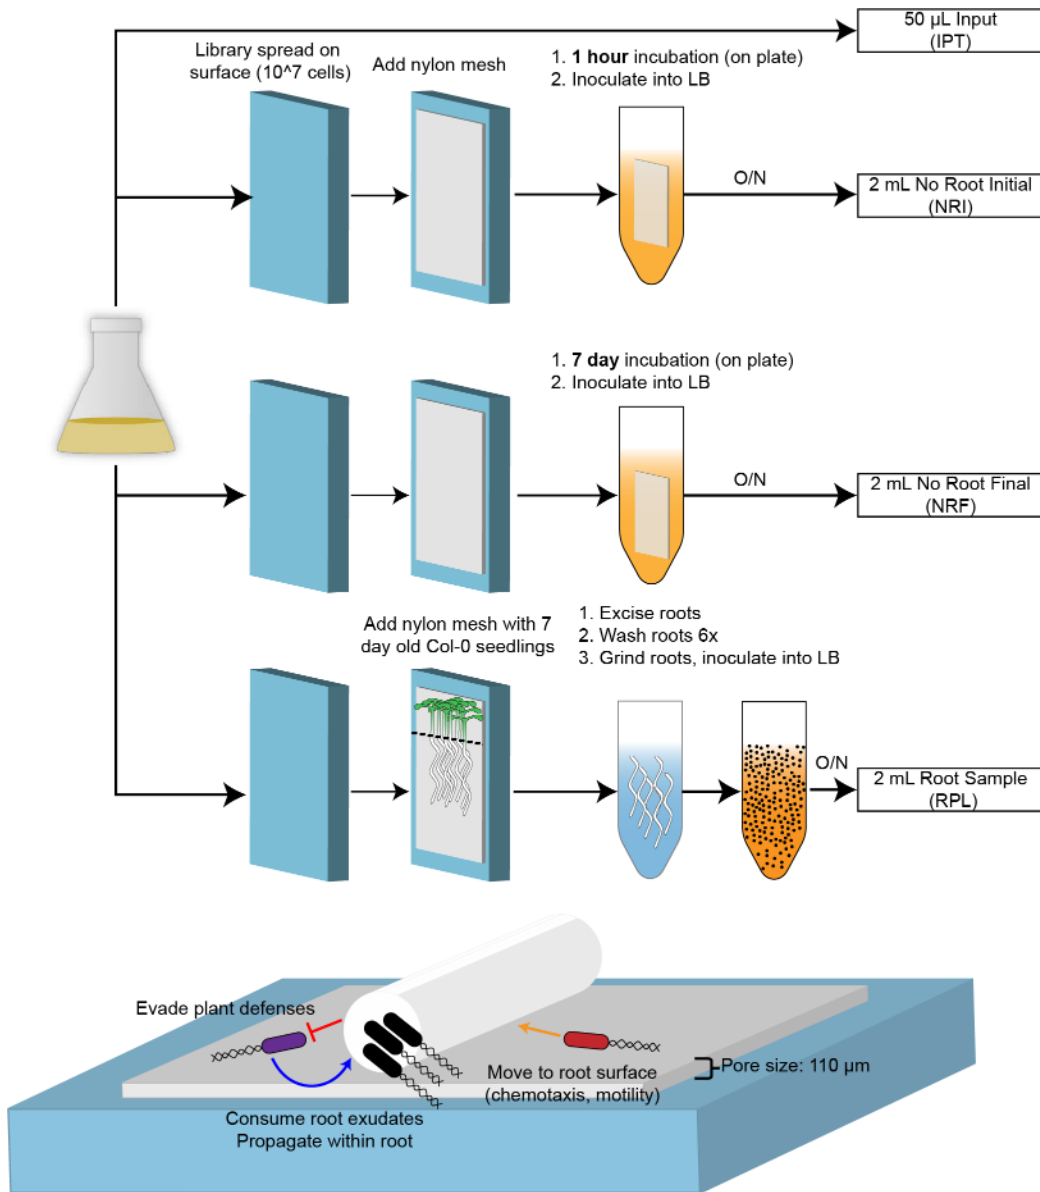 50 µL Input
(IPT)
Library spread on
surface (10^7 cells)
Add nylon mesh
1. 1 hour incubation (on plate)
2. Inoculate into LB
O/N
2 mL No Root Initial
(NRI)
1. 7 day incubation (on plate)
2. Inoculate into LB
O/N
2 mL No Root Final
(NRF)
Add nylon mesh with 7
day old Col-0 seedlings
1. Excise roots
2. Wash roots 6x
3. Grind roots, inoculate into LB
O/N
2 mL Root Sample
(RPL)
Evade plant defenses
Move to root surface
(chemotaxis, motility)
Pore size: 110 µm
Consume root exudates
Propagate within root